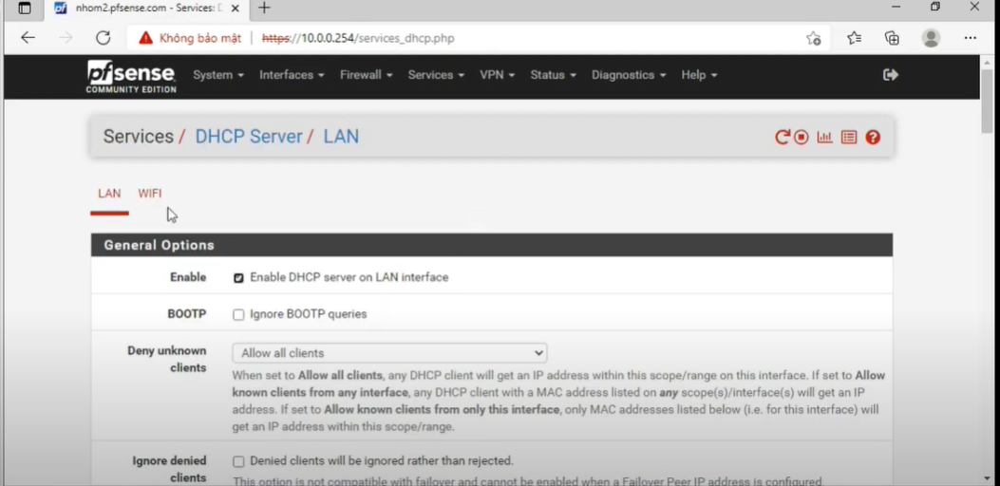 nhom2.pfsense.com - Services: D
Không bảo mật https://10.0.0.254/services_dhcp.php
pfsense
COMMUNITY EDITION
System Interfaces Firewall Services VPN Status Diagnostics Help
Services / DHCP Server / LAN
LAN WIFI
General Options
Enable Enable DHCP server on LAN interface
BOOTP Ignore BOOTP queries
Deny unknown clients
Allow all clients
When set to Allow all clients, any DHCP client will get an IP address within this scope/range on this interface. If set to Allow
known clients from any interface, any DHCP client with a MAC address listed on any scope(s)/interface(s) will get an IP
address. If set to Allow known clients from only this interface, only MAC addresses listed below (i.e. for this interface) will
get an IP address within this scope/range.
Ignore denied clients
Denied clients will be ignored rather than rejected.
This option is not compatible with failover and cannot be enabled when a Failover Peer IP address is configured.